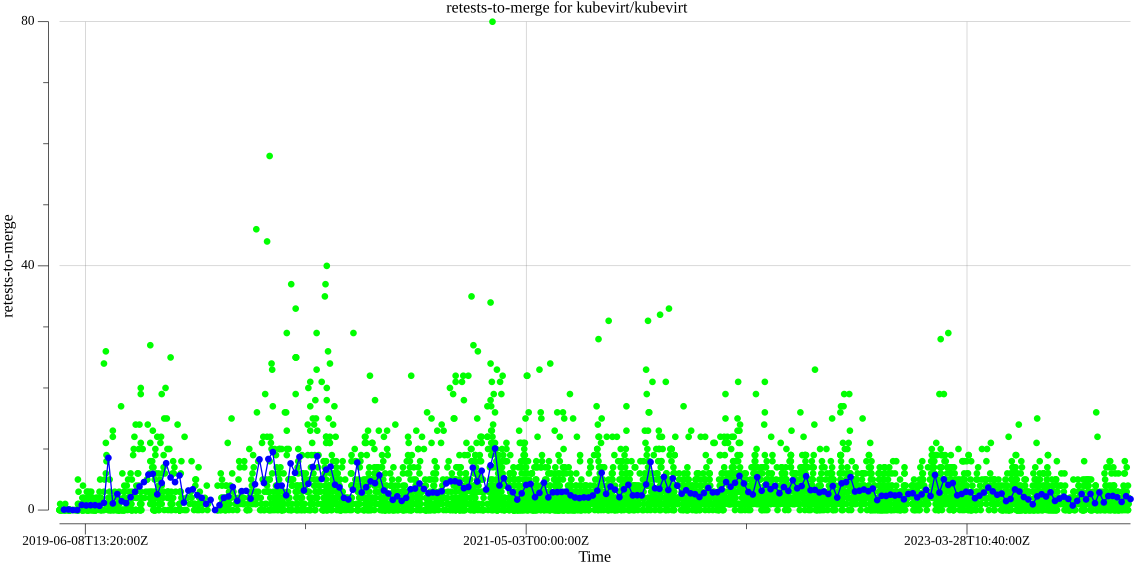 retests-to-merge for kubevirt/kubevirt
80
40
0
retests-to-merge
2019-06-08T13:20:00Z
2021-05-03T00:00:00Z
2023-03-28T10:40:00Z
Time